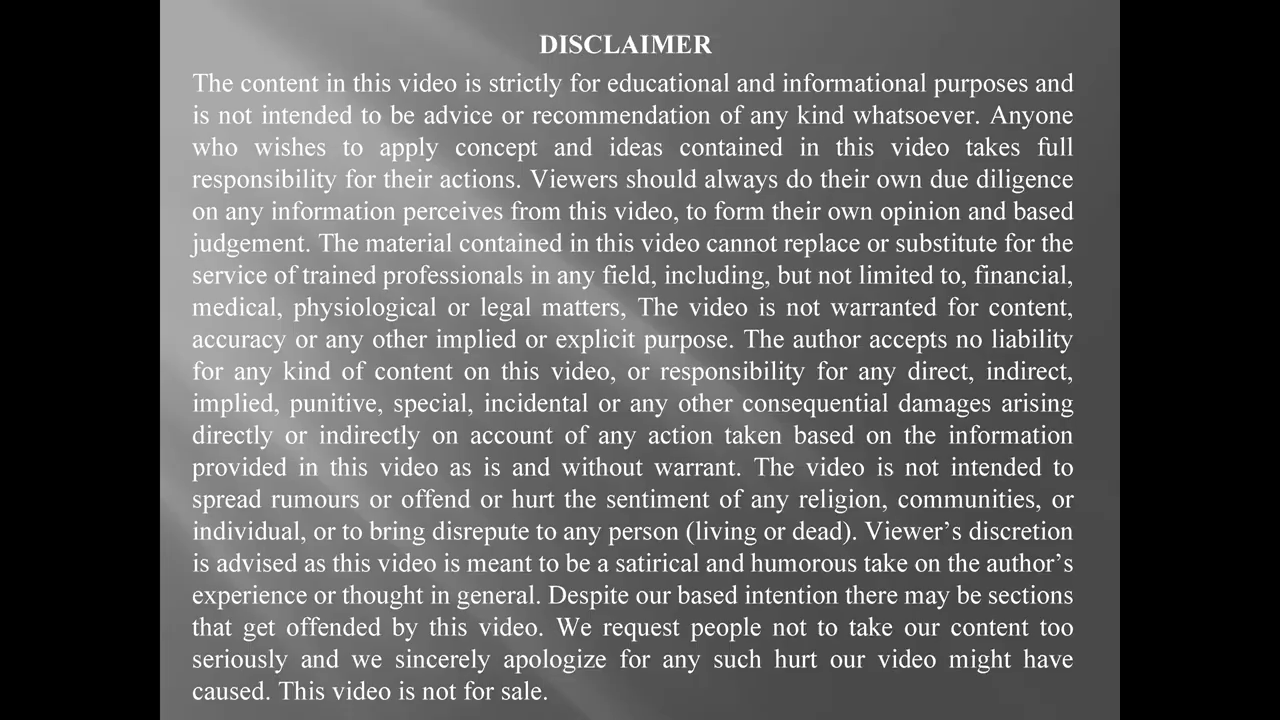 DISCLAIMER
The content in this video is strictly for educational and informational purposes and
is not intended to be advice or recommendation of any kind whatsoever. Anyone
who wishes to apply concept and ideas contained in this video takes full
responsibility for their actions. Viewers should always do their own due diligence
on any information perceives from this video, to form their own opinion and based
judgement. The material contained in this video cannot replace or substitute for the
service of trained professionals in any field, including, but not limited to, financial,
medical, physiological or legal matters, The video is not warranted for content,
accuracy or any other implied or explicit purpose. The author accepts no liability
for any kind of content on this video, or responsibility for any direct, indirect,
implied, punitive, special, incidental or any other consequential damages arising
directly or indirectly on account of any action taken based on the information
provided in this video as is and without warrant. The video is not intended to
spread rumours or offend or hurt the sentiment of any religion, communities, or
individual, or to bring disrepute to any person (living or dead). Viewer’s discretion
is advised as this video is meant to be a satirical and humorous take on the author’s
experience or thought in general. Despite our based intention there may be sections
that get offended by this video. We request people not to take our content too
seriously and we sincerely apologize for any such hurt our video might have
caused. This video is not for sale.